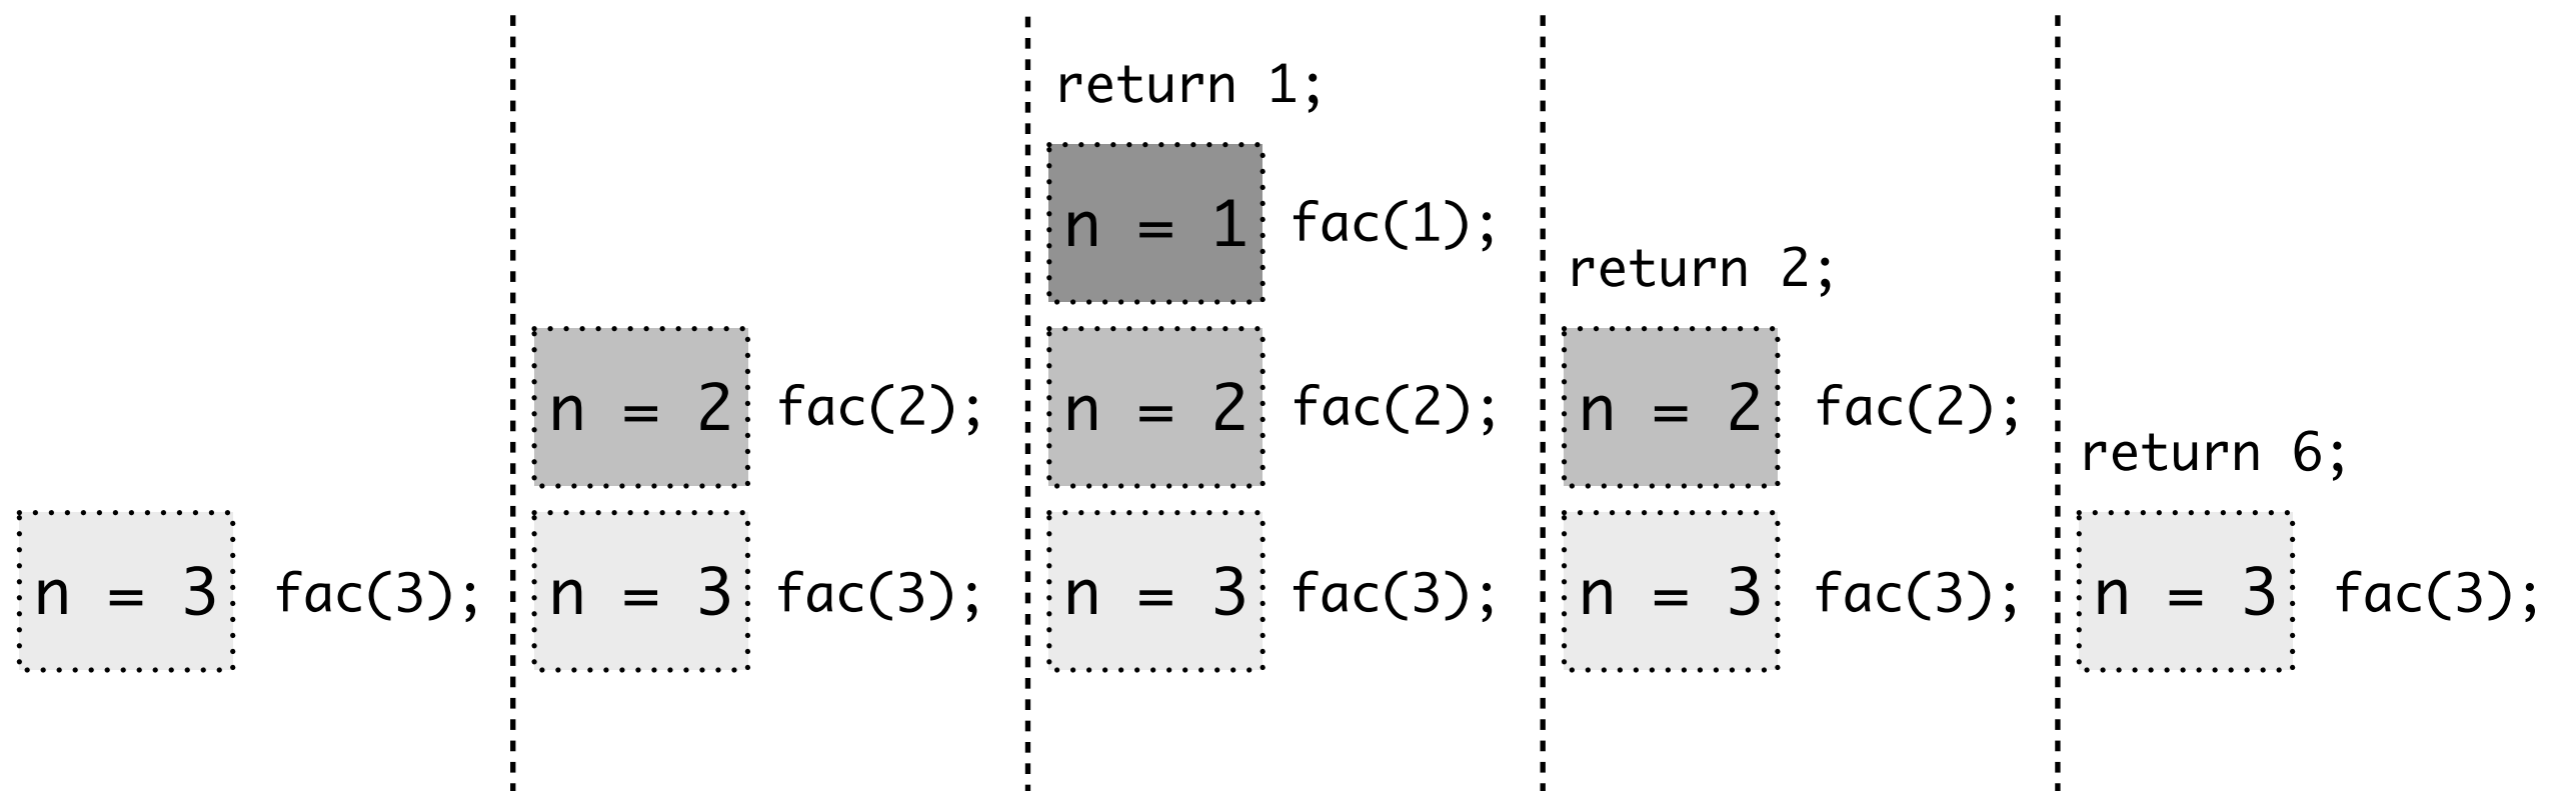 n = 3 fac(3);
n = 2 fac(2);
n = 3 fac(3);
return 1;
n = 1 fac(1);
n = 2 fac(2);
n = 3 fac(3);
return 2;
n = 2 fac(2);
n = 3 fac(3);
return 6;
n = 3 fac(3);